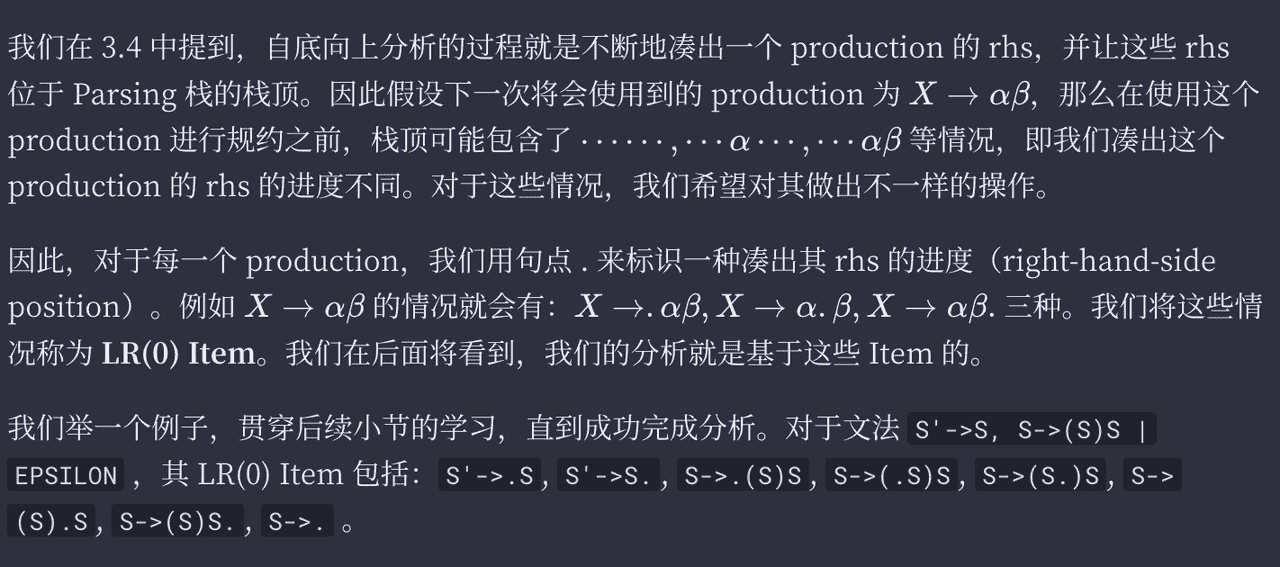 我们在 3.4 中提到，自底向上分析的过程就是不断地凑出一个 production 的 rhs，并让这些 rhs
位于 Parsing 栈的栈顶。因此假设下一次将会使用到的 production 为 X → αβ，那么在使用这个
production 进行规约之前，栈顶可能包含了 ⋯⋯,⋯α⋯,⋯αβ 等情况，即我们凑出这个
production 的 rhs 的进度不同。对于这些情况，我们希望对其做出不一样的操作。
因此，对于每一个 production，我们用句点 . 来标识一种凑出其 rhs 的进度（right-hand-side
position）。例如 X → αβ 的情况就会有：X →. αβ, X → α. β, X → αβ. 三种。我们将这些情
况称为 LR(0) Item。我们在后面将看到，我们的分析就是基于这些 Item 的。
我们举一个例子，贯穿后续小节的学习，直到成功完成分析。对于文法 S'->S, S->(S)S |
EPSILON ，其 LR(0) Item 包括：S'->.S, S'->S., S->.(S)S, S->(.S)S, S->(S.)S, S->
(S).S, S->(S)S., S->. 。